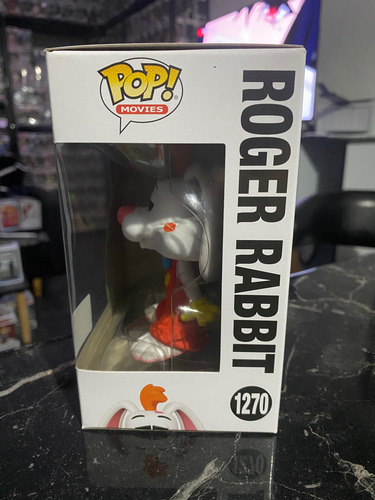 POP!
MOVIES
ROGER RABBIT
1270